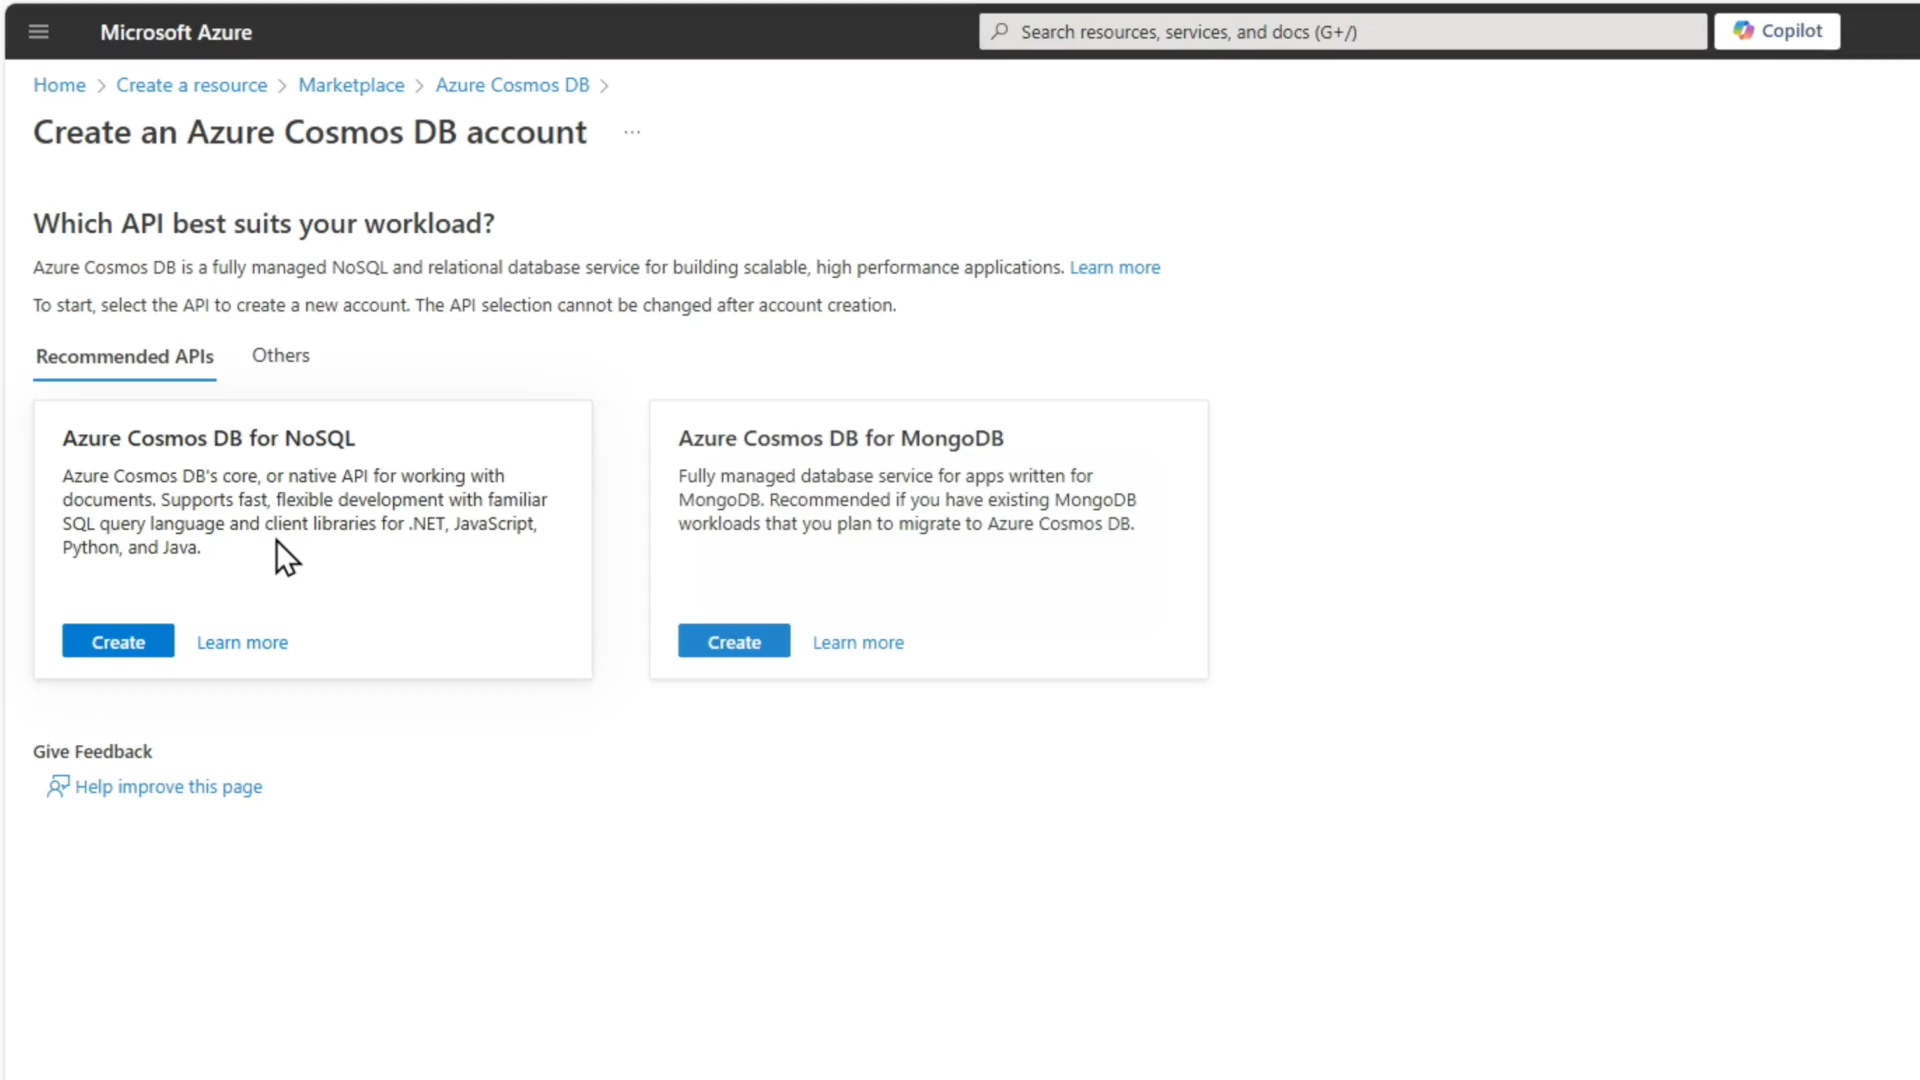 Microsoft Azure
Search resources, services, and docs (G+/)
Copilot
Home > Create a resource > Marketplace > Azure Cosmos DB >
Create an Azure Cosmos DB account ...
Which API best suits your workload?
Azure Cosmos DB is a fully managed NoSQL and relational database service for building scalable, high performance applications. Learn more
To start, select the API to create a new account. The API selection cannot be changed after account creation.
Recommended APIs
Others
Azure Cosmos DB for NoSQL
Azure Cosmos DB's core, or native API for working with
documents. Supports fast, flexible development with familiar
SQL query language and client libraries for .NET, JavaScript,
Python, and Java.
Create
Learn more
Azure Cosmos DB for MongoDB
Fully managed database service for apps written for
MongoDB. Recommended if you have existing MongoDB
workloads that you plan to migrate to Azure Cosmos DB.
Create
Learn more
Give Feedback
Help improve this page